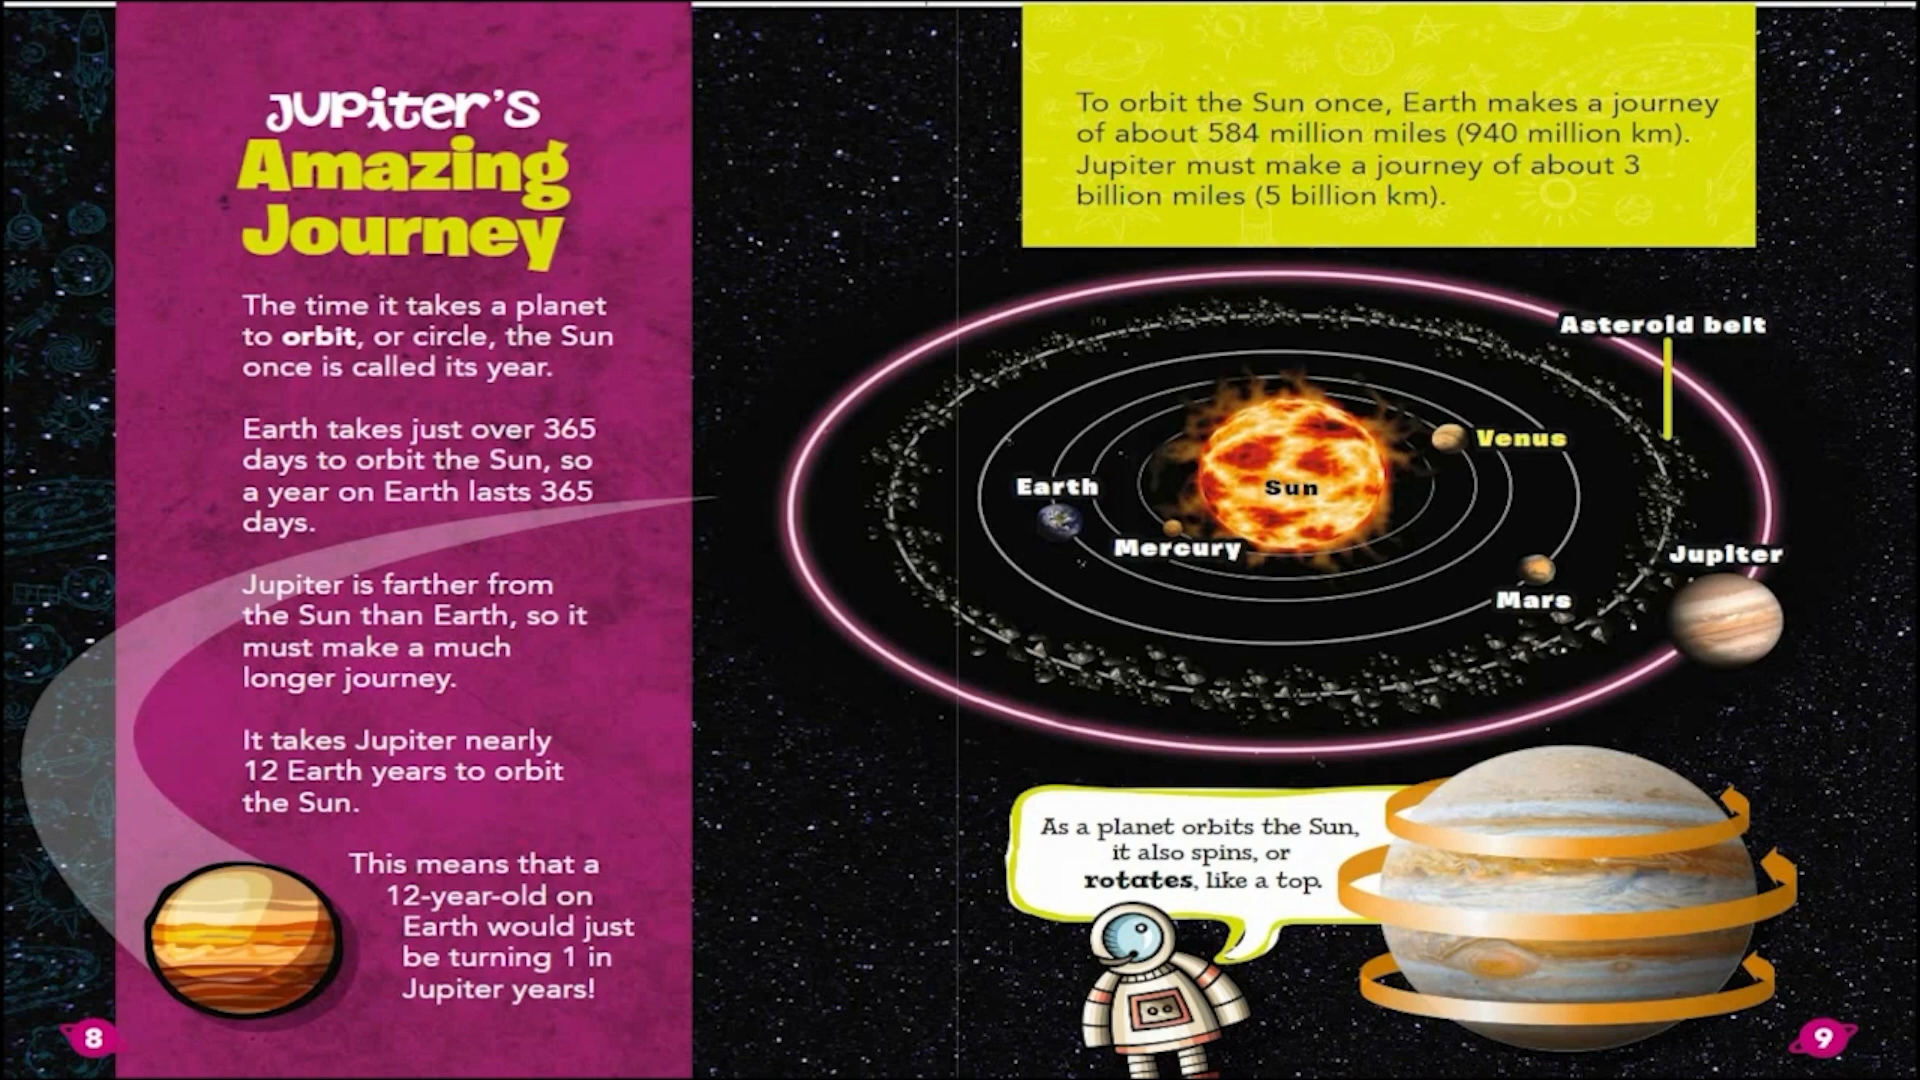 Jupiter's
Amazing
Journey
The time it takes a planet
to orbit, or circle, the Sun
once is called its year.
Earth takes just over 365
days to orbit the Sun, so
a year on Earth lasts 365
days.
Jupiter is farther from
the Sun than Earth, so it
must make a much
longer journey.
It takes Jupiter nearly
12 Earth years to orbit
the Sun.
This means that a
12-year-old on
Earth would just
be turning 1 in
Jupiter years!
8
To orbit the Sun once, Earth makes a journey
of about 584 million miles (940 million km).
Jupiter must make a journey of about 3
billion miles (5 billion km).
Asteroid belt
Venus
Earth
Sun
Mercury
Jupiter
Mars
As a planet orbits the Sun,
it also spins, or
rotates, like a top.
9